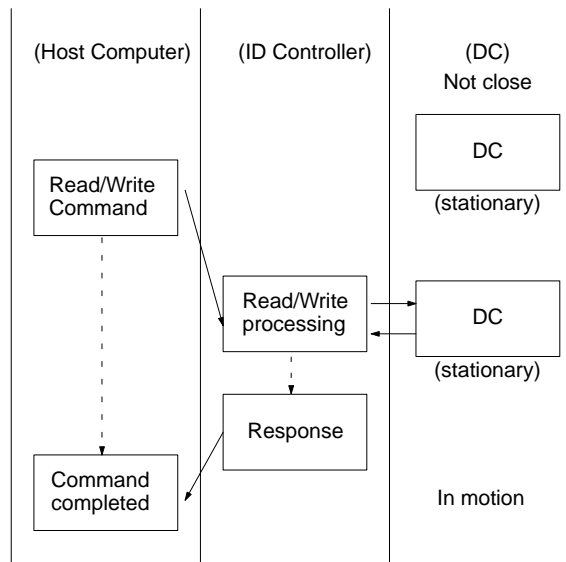 (Host Computer)
(ID Controller)
(DC)
Not close
DC
(stationary)
Read/Write
Command
Read/Write
processing
DC
(stationary)
Response
Command
completed
In motion